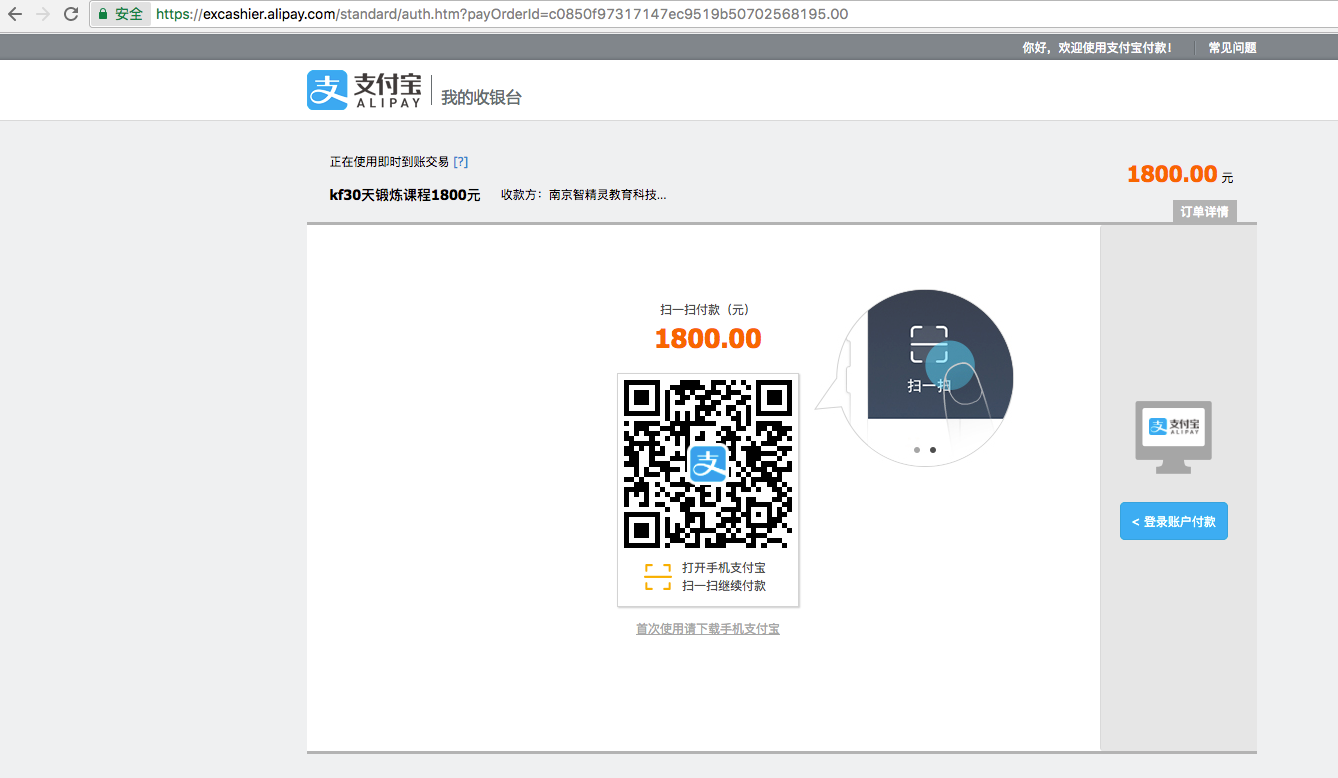 安全 https://excashier.alipay.com/standard/auth.htm?payOrderId=c0850f97317147ec9519b50702568195.00
你好，欢迎使用支付宝付款！ 常见问题
支 支付宝 ALIPAY 我的收银台
正在使用即时到账交易 [?]
kf30天锻炼课程1800元 收款方：南京智精灵教育科技... 1800.00 元
订单详情
扫一扫付款（元）
1800.00
扫一扫
支
支 支付宝 ALIPAY
< 登录账户付款
打开手机支付宝
扫一扫继续付款
首次使用请下载手机支付宝